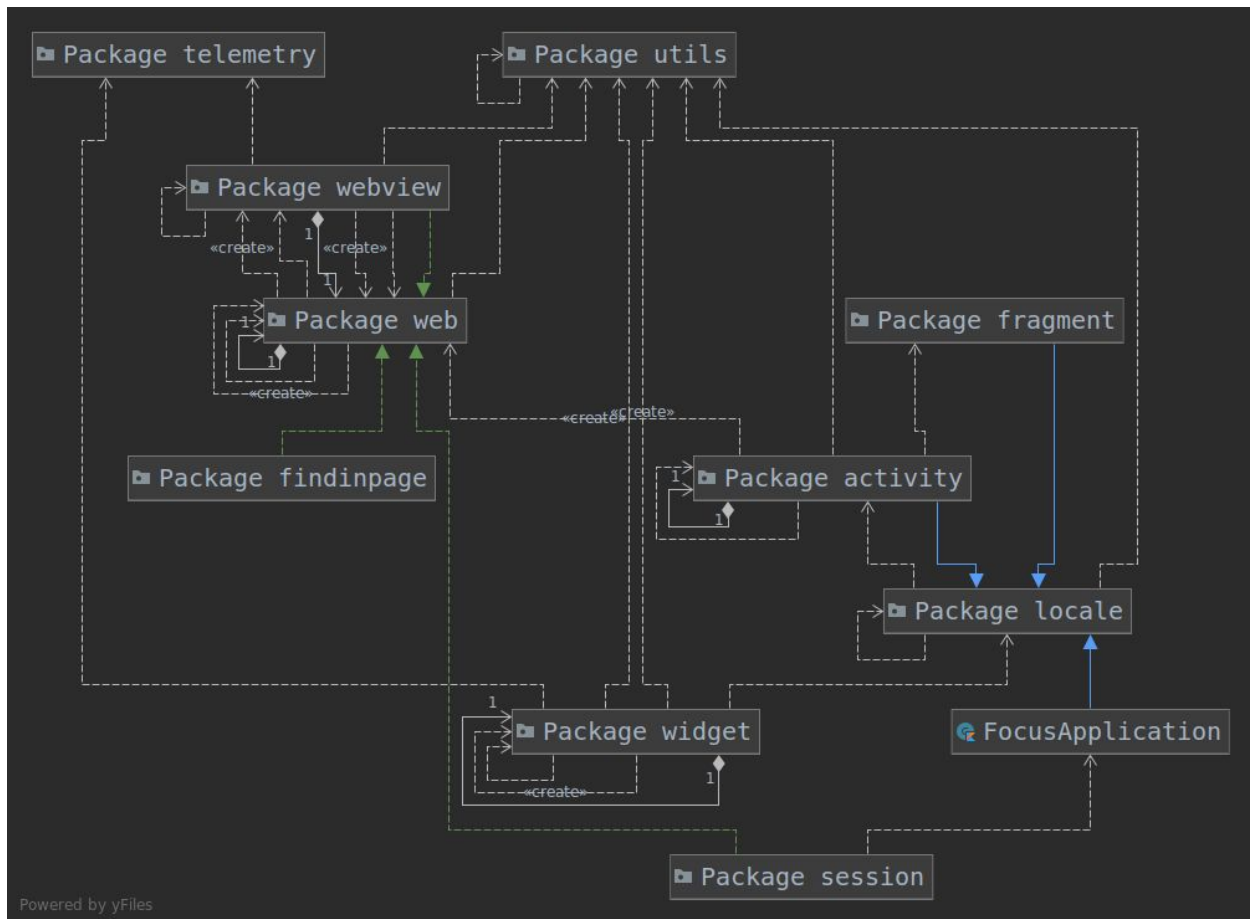 Package telemetry
Package utils
Package webview
1
«create»
«create»
1
Package web
1
1
«create»
Package fragment
«create»
«create»
Package findinpage
Package activity
1
1
Package locale
1
Package widget
1
«create»
FocusApplication
Package session
Powered by yFiles